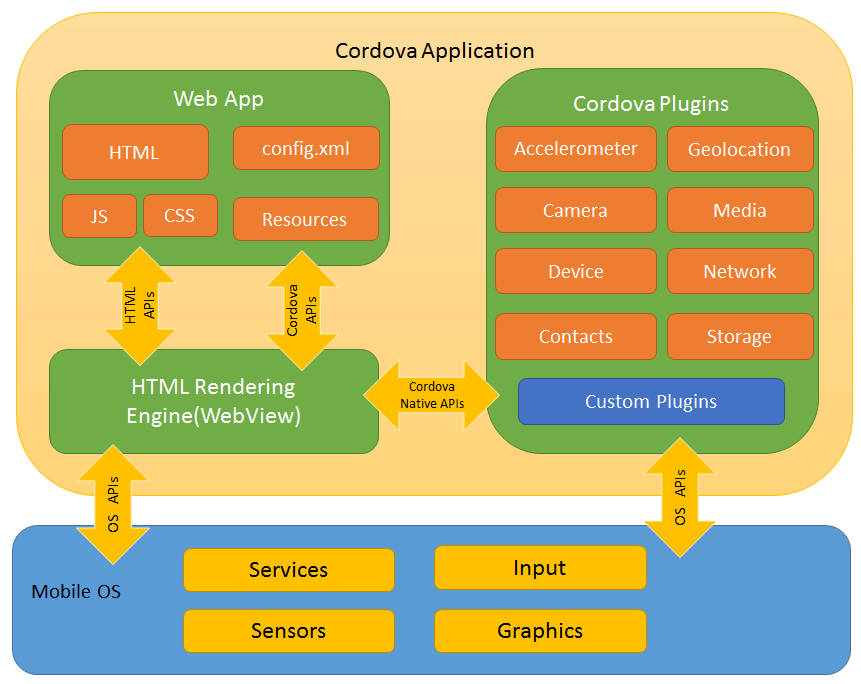 Cordova Application
Web App
HTML
config.xml
JS
CSS
Resources
Cordova Plugins
Accelerometer
Geolocation
Camera
Media
Device
Network
Contacts
Storage
Custom Plugins
HTML
APIs
Cordova
APIs
HTML Rendering
Engine(WebView)
Cordova
Native APIs
OS APIs
OS APIs
Mobile OS
Services
Input
Sensors
Graphics